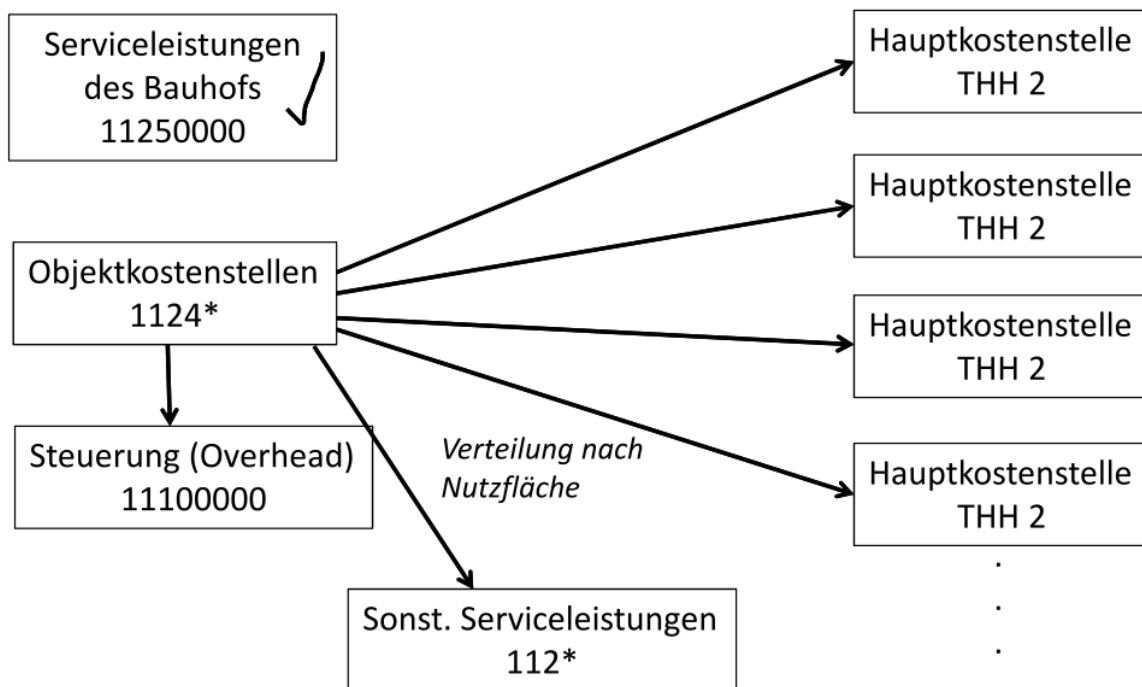 Serviceleistungen
des Bauhofs
11250000
Hauptkostenstelle
THH 2
Hauptkostenstelle
THH 2
Objektkostenstellen
1124*
Hauptkostenstelle
THH 2
Steuerung (Overhead)
11100000
Verteilung nach
Nutzfläche
Hauptkostenstelle
THH 2
.
.
.
Sonst. Serviceleistungen
112*